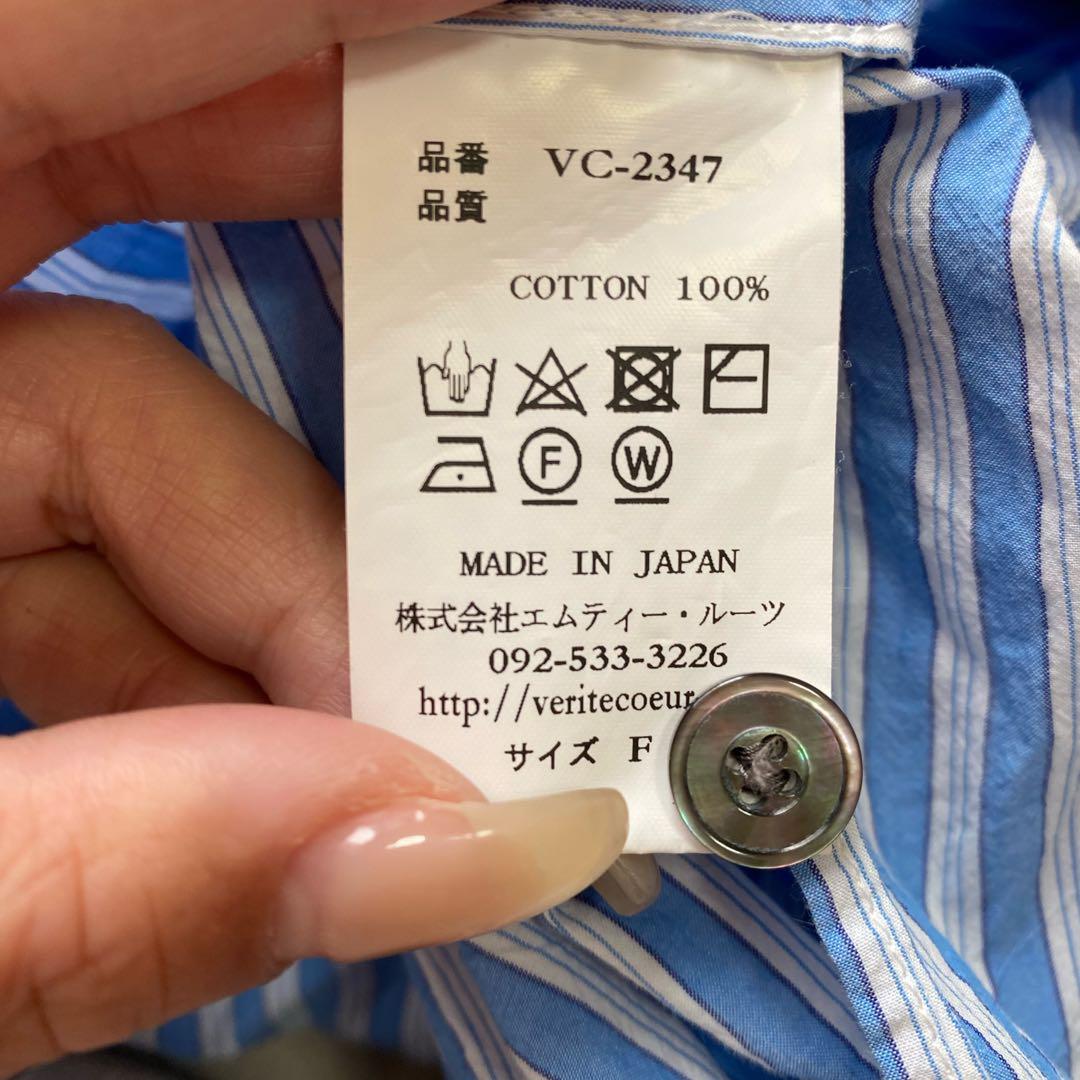 品番 VC-2347
品質
COTTON 100%
F W
MADE IN JAPAN
株式会社エムティー・ルーツ
092-533-3226
http://veritecoeur
サイズ F